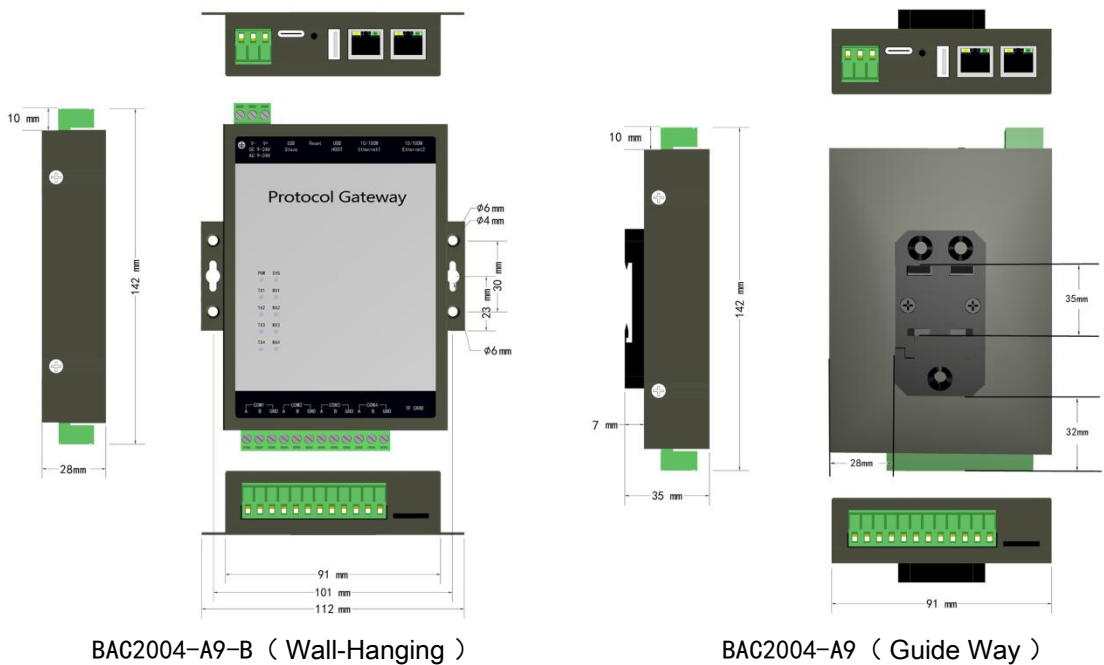 10 mm
142 mm
28mm
V- V+
DC 9-24V
AC 9-24V
USB
Slave
Reset
USB
HOST
10/100M
Ethernet1
10/100M
Ethernet2
Protocol Gateway
PWR SYS
TX1 RX1
TX2 RX2
TX3 RX3
TX4 RX4
COM1 COM2 COM3 COM4
A B GND A B GND A B GND A B GND
TF CARD
φ6 mm
φ4 mm
30 mm
23 mm
φ6 mm
91 mm
101 mm
112 mm
BAC2004-A9-B ( Wall-Hanging )
10 mm
142 mm
7 mm
35 mm
35mm
32mm
28mm
91 mm
BAC2004-A9 ( Guide Way )